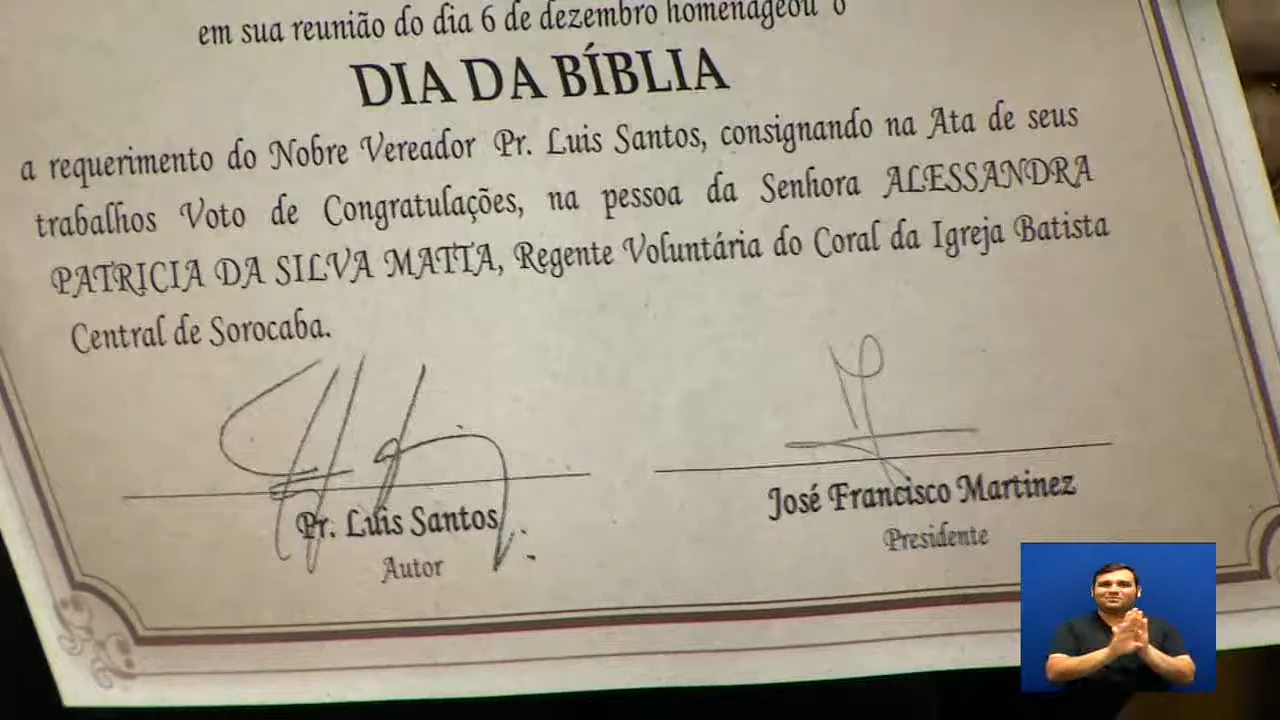 em sua reunião do dia 6 de dezembro homenageou o
DIA DA BÍBLIA
a requerimento do Nobre Vereador Pr. Luis Santos, consignando na Ata de seus
trabalhos Voto de Congratulações, na pessoa da Senhora ALESSANDRA
PATRICIA DA SILVA MATTA, Regente Voluntária do Coral da Igreja Batista
Central de Sorocaba.
Pr. Luis Santos
Autor
José Francisco Martinez
Presidente